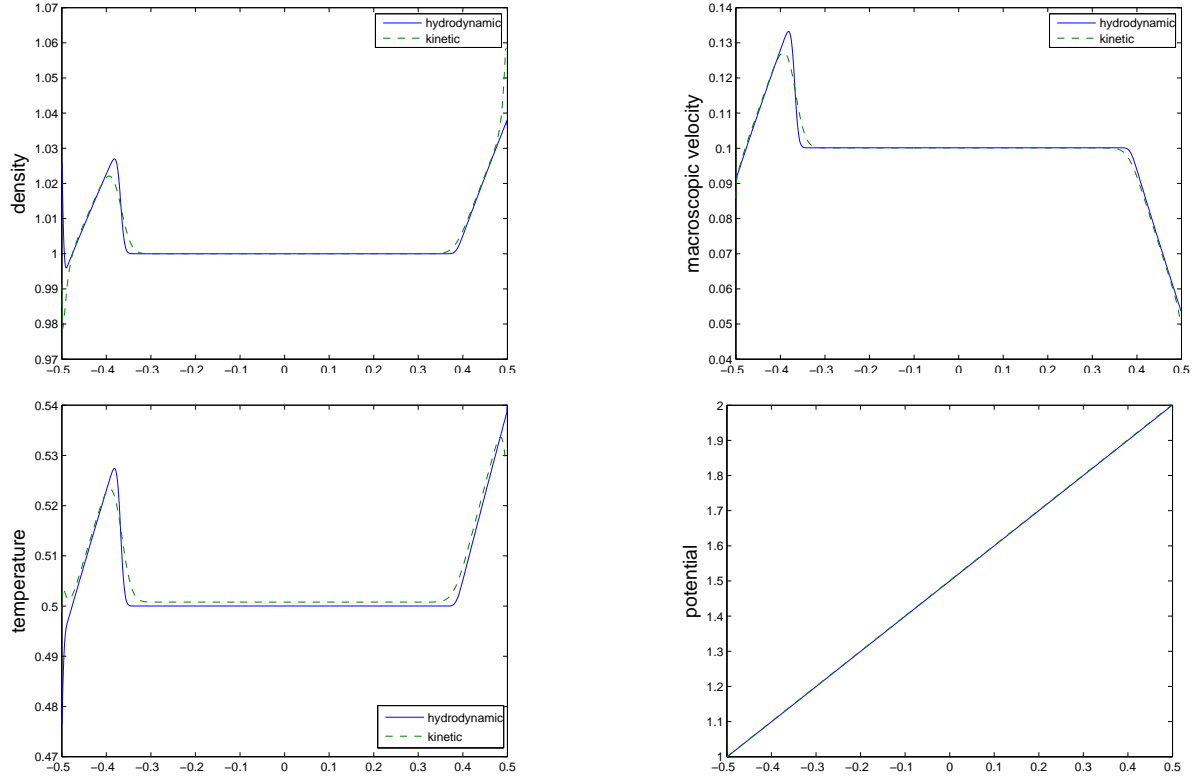 1.07
1.06
1.05
1.04
1.03
1.02
1.01
1
0.99
0.98
0.97
density
hydrodynamic
kinetic
−0.5 −0.4 −0.3 −0.2 −0.1 0 0.1 0.2 0.3 0.4 0.5
0.14
0.13
0.12
0.11
0.1
0.09
0.08
0.07
0.06
0.05
0.04
macroscopic velocity
hydrodynamic
kinetic
−0.5 −0.4 −0.3 −0.2 −0.1 0 0.1 0.2 0.3 0.4 0.5
0.54
0.53
0.52
0.51
0.5
0.49
0.48
0.47
temperature
hydrodynamic
kinetic
−0.5 −0.4 −0.3 −0.2 −0.1 0 0.1 0.2 0.3 0.4 0.5
2
1.9
1.8
1.7
1.6
1.5
1.4
1.3
1.2
1.1
1
potential
−0.5 −0.4 −0.3 −0.2 −0.1 0 0.1 0.2 0.3 0.4 0.5